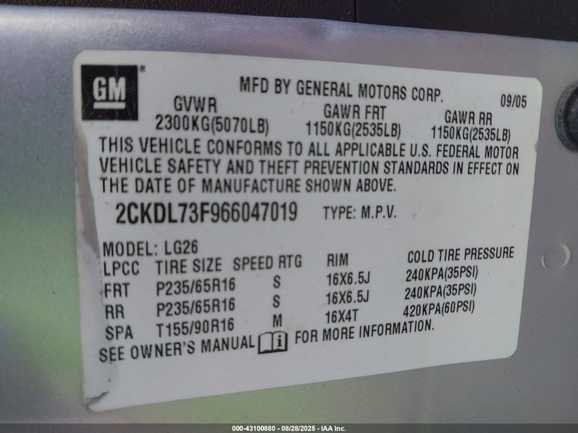 GM
MFD BY GENERAL MOTORS CORP. 09/05
GVWR GAWR FRT GAWR RR
2300KG(5070LB) 1150KG(2535LB) 1150KG(2535LB)
THIS VEHICLE CONFORMS TO ALL APPLICABLE U.S. FEDERAL MOTOR
VEHICLE SAFETY AND THEFT PREVENTION STANDARDS IN EFFECT ON
THE DATE OF MANUFACTURE SHOWN ABOVE.
2CKDL73F966047019 TYPE: M.P.V.
MODEL: LG26
LPCC TIRE SIZE SPEED RTG RIM COLD TIRE PRESSURE
FRT P235/65R16 S 16X6.5J 240KPA(35PSI)
RR P235/65R16 S 16X6.5J 240KPA(35PSI)
SPA T155/90R16 M 16X4T 420KPA(60PSI)
SEE OWNER'S MANUAL i FOR MORE INFORMATION.
000-43100880 - 08/28/2025 - IAA Inc.